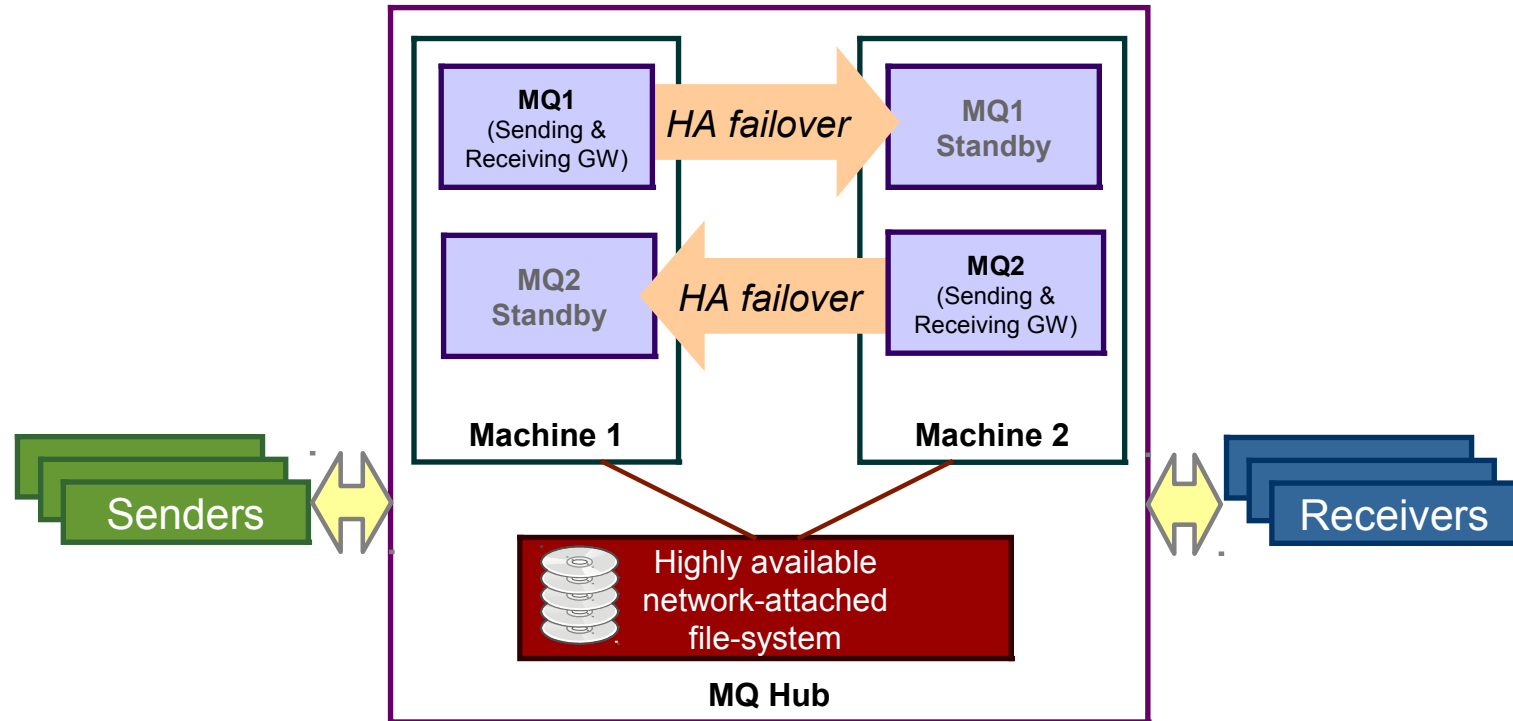 MQ1
(Sending &
Receiving GW)
HA failover
MQ1
Standby
MQ2
Standby
HA failover
MQ2
(Sending &
Receiving GW)
Machine 1
Machine 2
Senders
Receivers
Highly available
network-attached
file-system
MQ Hub